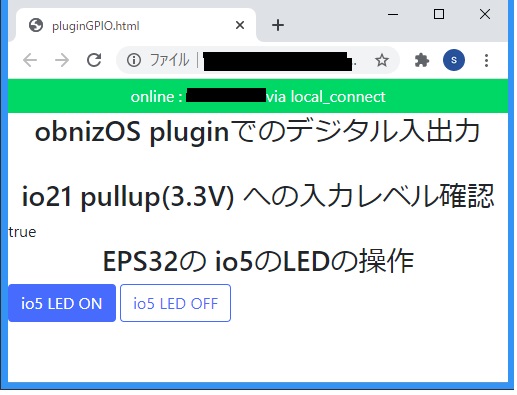 pluginGPIO.html
ファイル
S
online : via local_connect
obnizOS pluginでのデジタル入出力
io21 pullup(3.3V) への入力レベル確認
true
EPS32の io5のLEDの操作
io5 LED ON io5 LED OFF